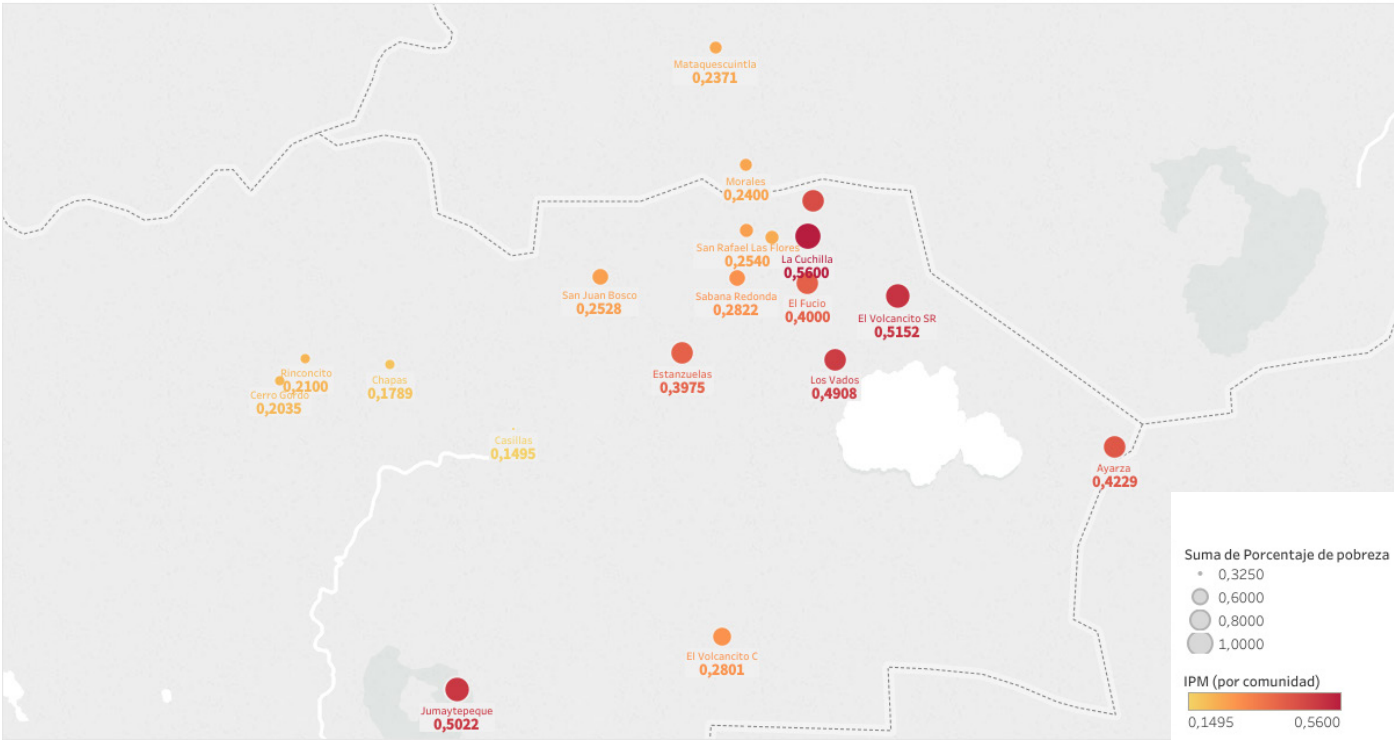 Mataquescuintla
0,2371
Morales
0,2400
San Rafael Las Flores
0,2540
La Cuchilla
0,5600
San Juan Bosco
0,2528
Sabana Redonda
0,2822
El Fucio
0,4000
El Volcancito SR
0,5152
Rinconcito
0,2100
Cerro Gordo
0,2035
Chapas
0,1789
Estanzuelas
0,3975
Los Vados
0,4908
Casillas
0,1495
Ayarza
0,4229
El Volcancito C
0,2801
Jumaytepeque
0,5022
Suma de Porcentaje de pobreza
0,3250
0,6000
0,8000
1,0000
IPM (por comunidad)
0,1495 0,5600